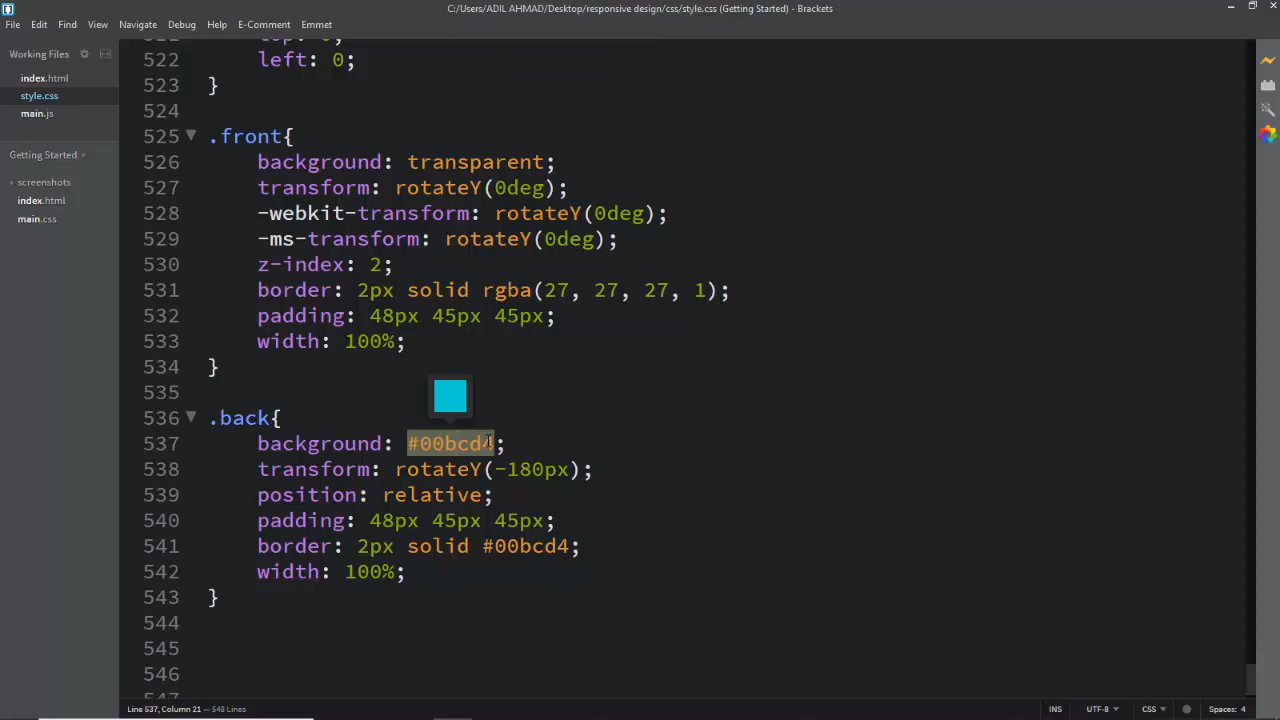 C:/Users/ADIL AHMAD/Desktop/responsive design/css/style.css (Getting Started) - Brackets
File Edit Find View Navigate Debug Help E-Comment Emmet
Working Files
index.html
style.css
main.js
Getting Started
screenshots
index.html
main.css
522 left: 0;
523 }
524
525 .front{
526 background: transparent;
527 transform: rotateY(0deg);
528 -webkit-transform: rotateY(0deg);
529 -ms-transform: rotateY(0deg);
530 z-index: 2;
531 border: 2px solid rgba(27, 27, 27, 1);
532 padding: 48px 45px 45px;
533 width: 100%;
534 }
535
536 .back{
537 background: #00bcd4;
538 transform: rotateY(-180px);
539 position: relative;
540 padding: 48px 45px 45px;
541 border: 2px solid #00bcd4;
542 width: 100%;
543 }
544
545
546
Line 537, Column 21 — 548 Lines
INS UTF-8 CSS Spaces: 4